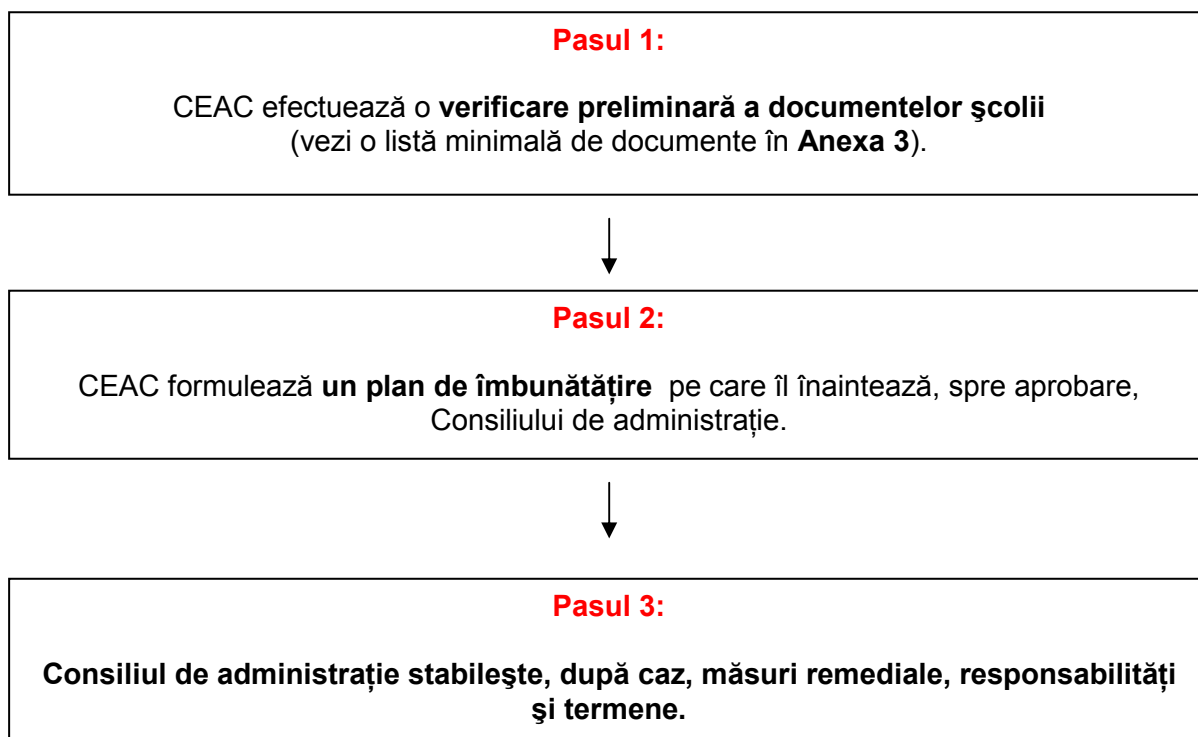 Pasul 1:
CEAC efectuează o verificare preliminară a documentelor şcolii
(vezi o listă minimală de documente în Anexa 3).
Pasul 2:
CEAC formulează un plan de îmbunătățire pe care îl înaintează, spre aprobare,
Consiliului de administrație.
Pasul 3:
Consiliul de administrație stabileşte, după caz, măsuri remediale, responsabilități
şi termene.